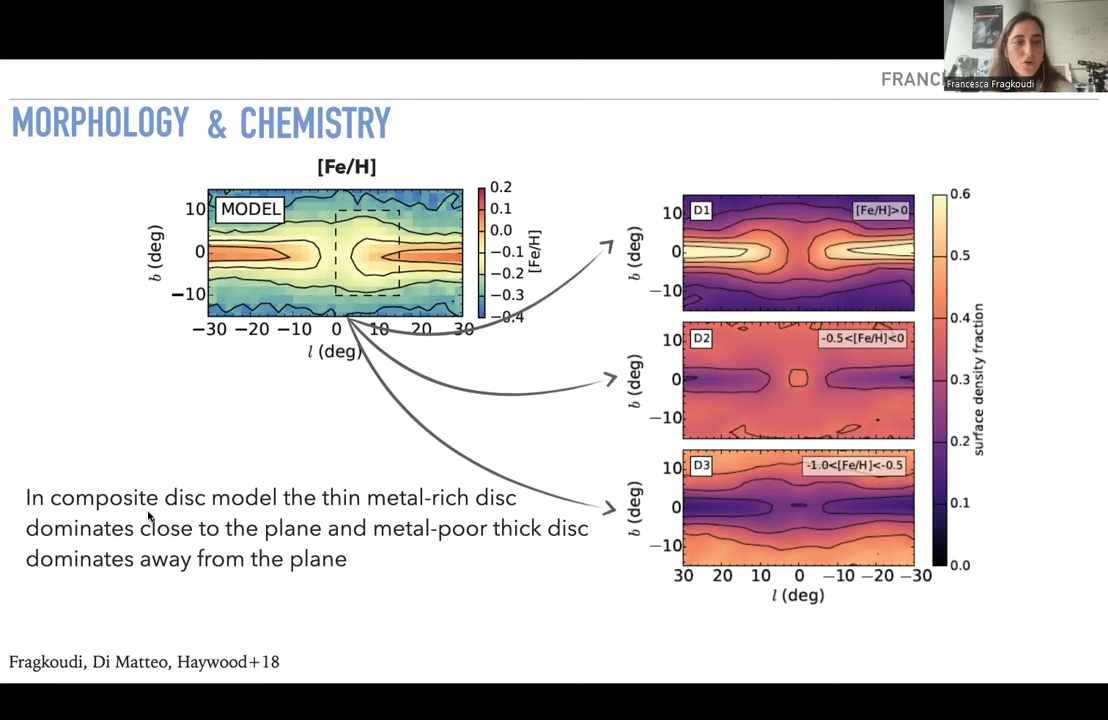 FRANC
Francesca Fragkoudi
MORPHOLOGY & CHEMISTRY
[Fe/H]
MODEL
b (deg)
10
0
−10
−30 −20 −10 0 10 20 30
l (deg)
0.2
0.1
0.0
−0.1
−0.2
−0.3
−0.4
[Fe/H]
D1
[Fe/H]>0
b (deg)
10
0
−10
D2
-0.5<[Fe/H]<0
b (deg)
10
0
−10
D3
-1.0<[Fe/H]<-0.5
b (deg)
10
0
−10
30 20 10 0 −10 −20 −30
l (deg)
0.6
0.5
0.4
0.3
0.2
0.1
0.0
surface density fraction
In composite disc model the thin metal-rich disc
dominates close to the plane and metal-poor thick disc
dominates away from the plane
Fragkoudi, Di Matteo, Haywood+18